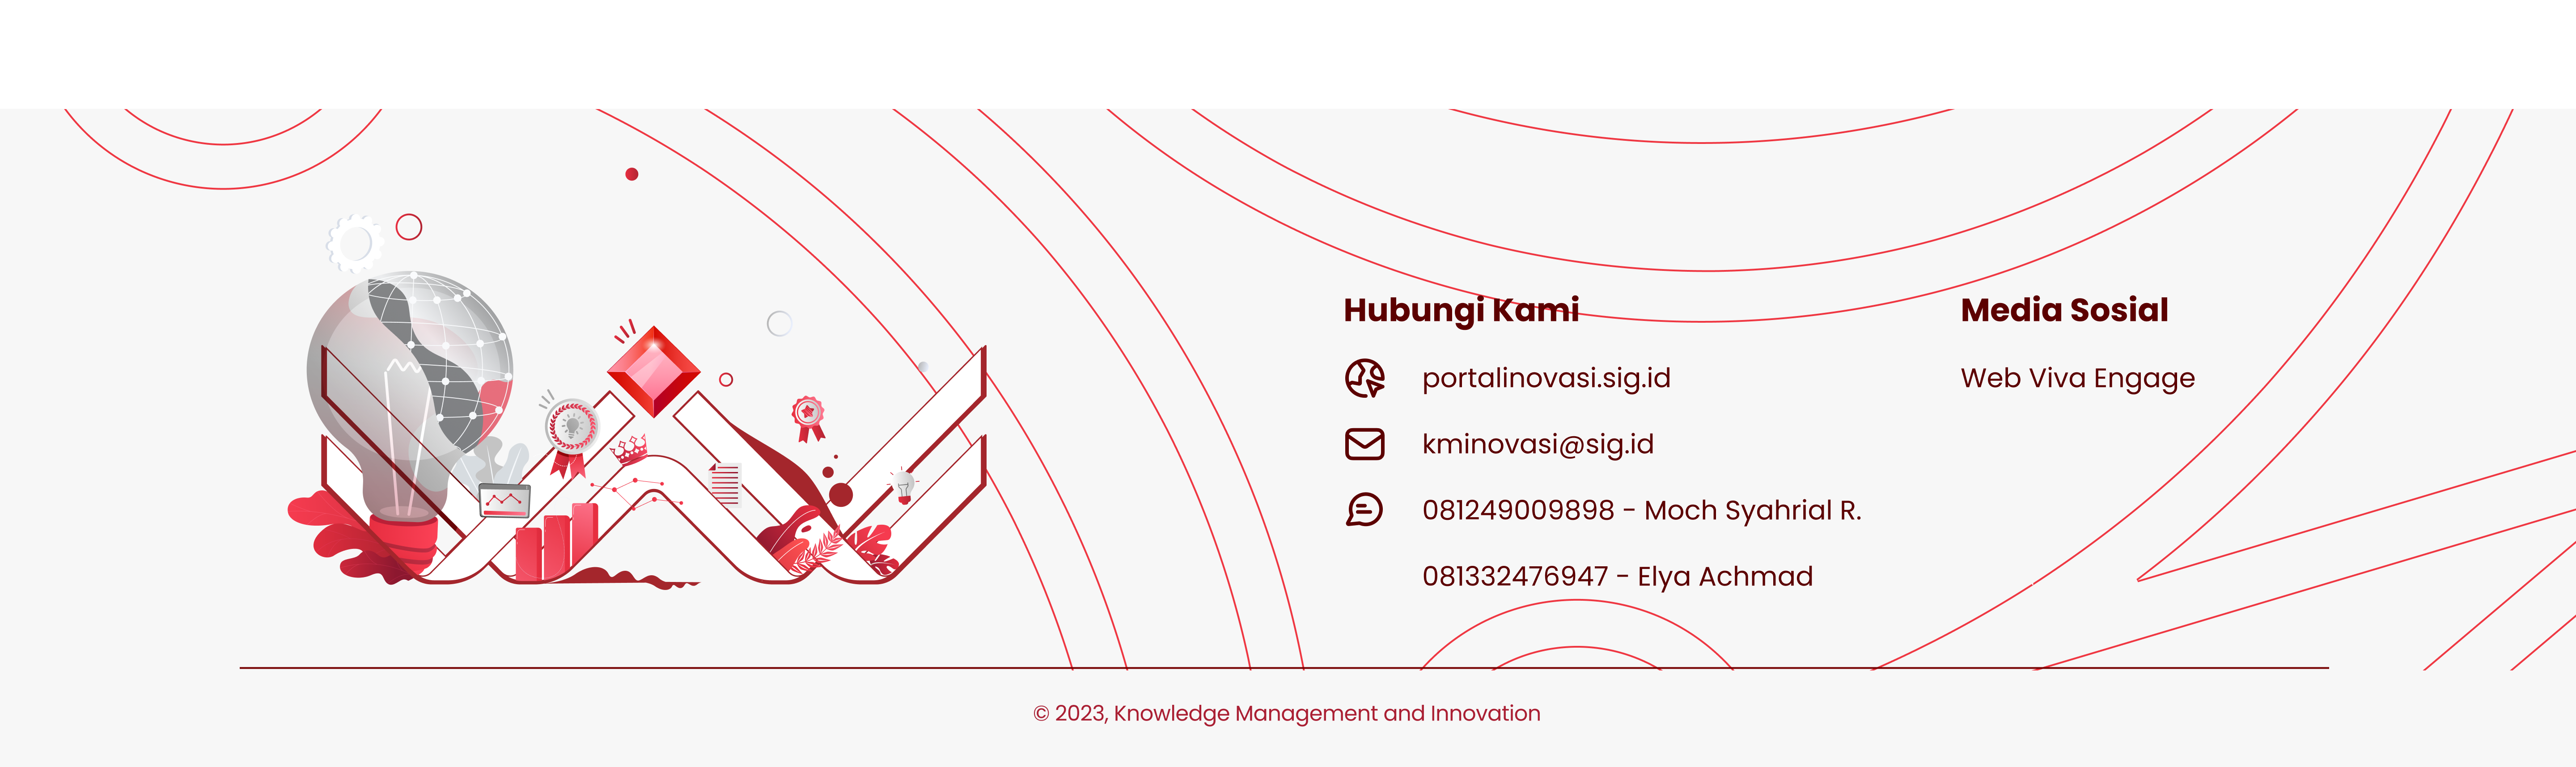 Hubungi Kami
portalinovasi.sig.id
kminovasi@sig.id
081249009898 - Moch Syahrial R.
081332476947 - Elya Achmad
Media Sosial
Web Viva Engage
© 2023, Knowledge Management and Innovation